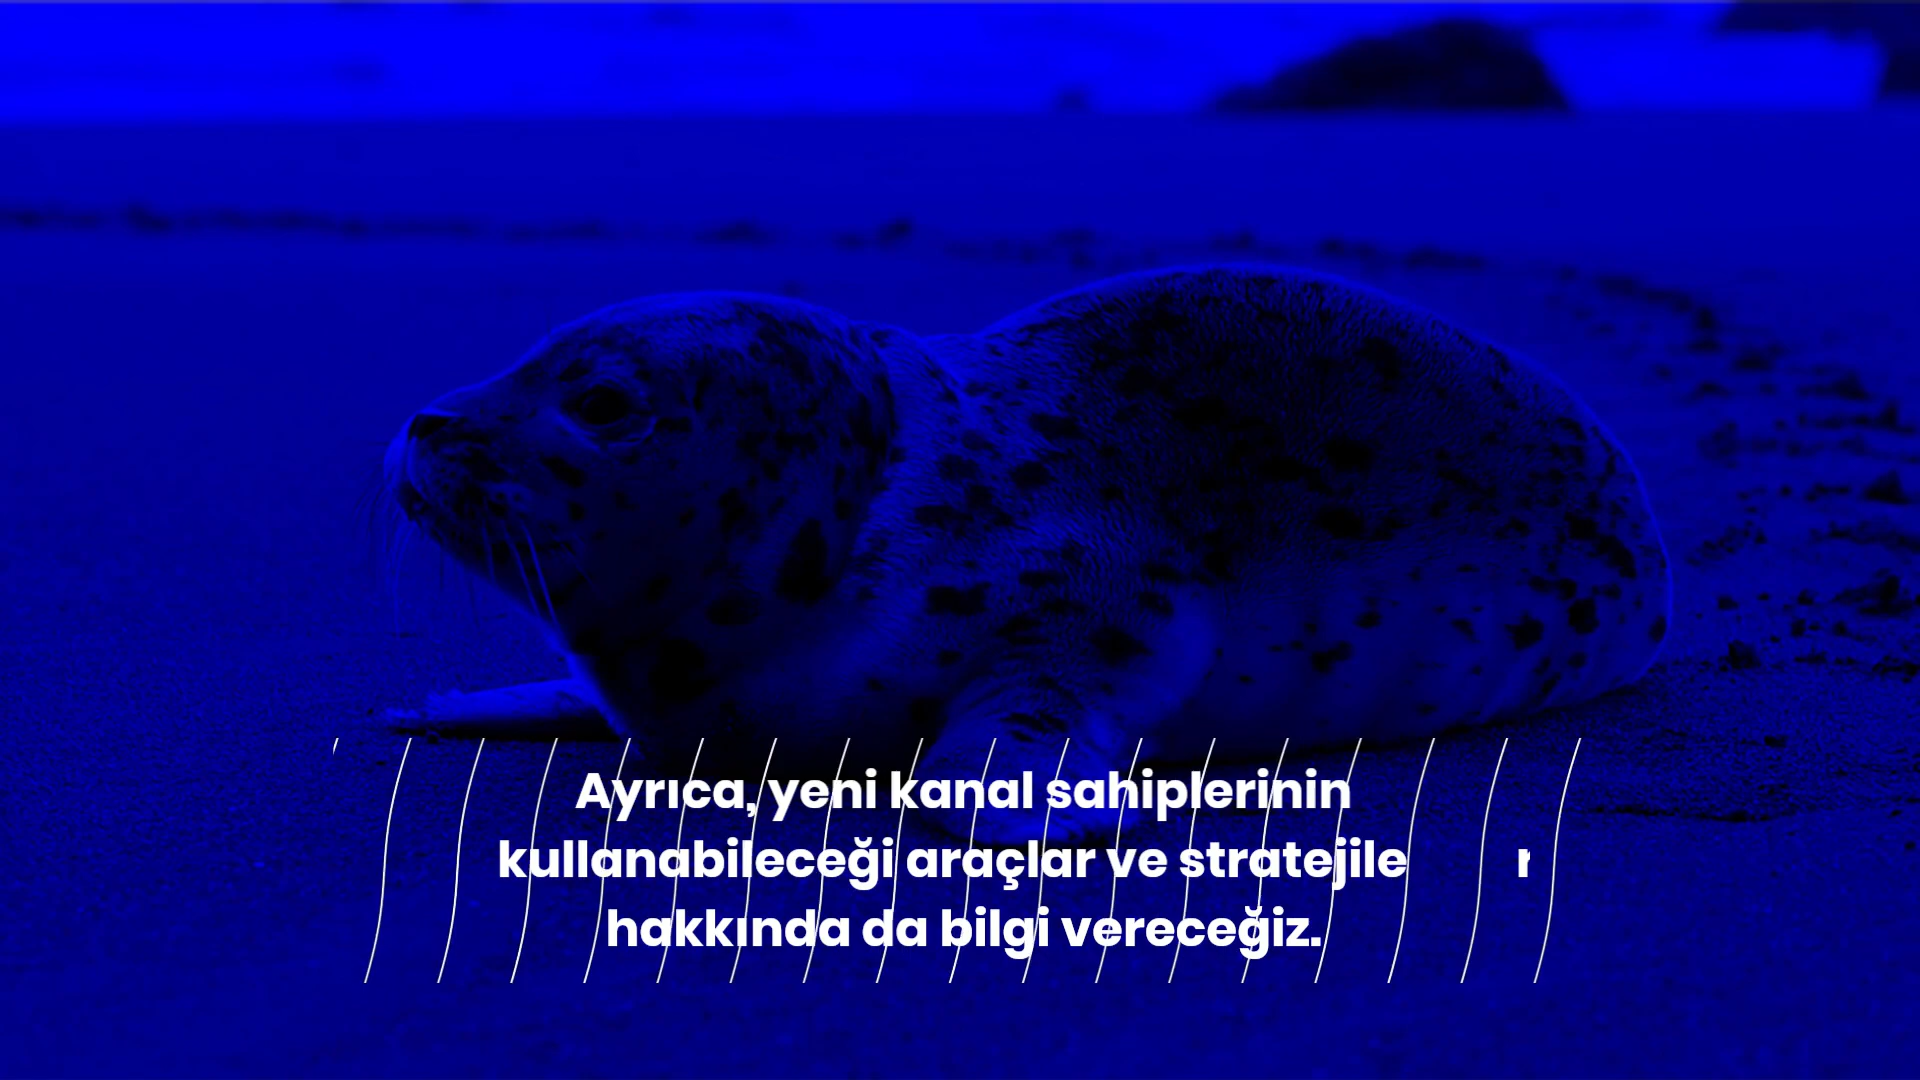 Ayrıca, yeni kanal sahiplerinin
kullanabileceği araçlar ve stratejile r
hakkında da bilgi vereceğiz.